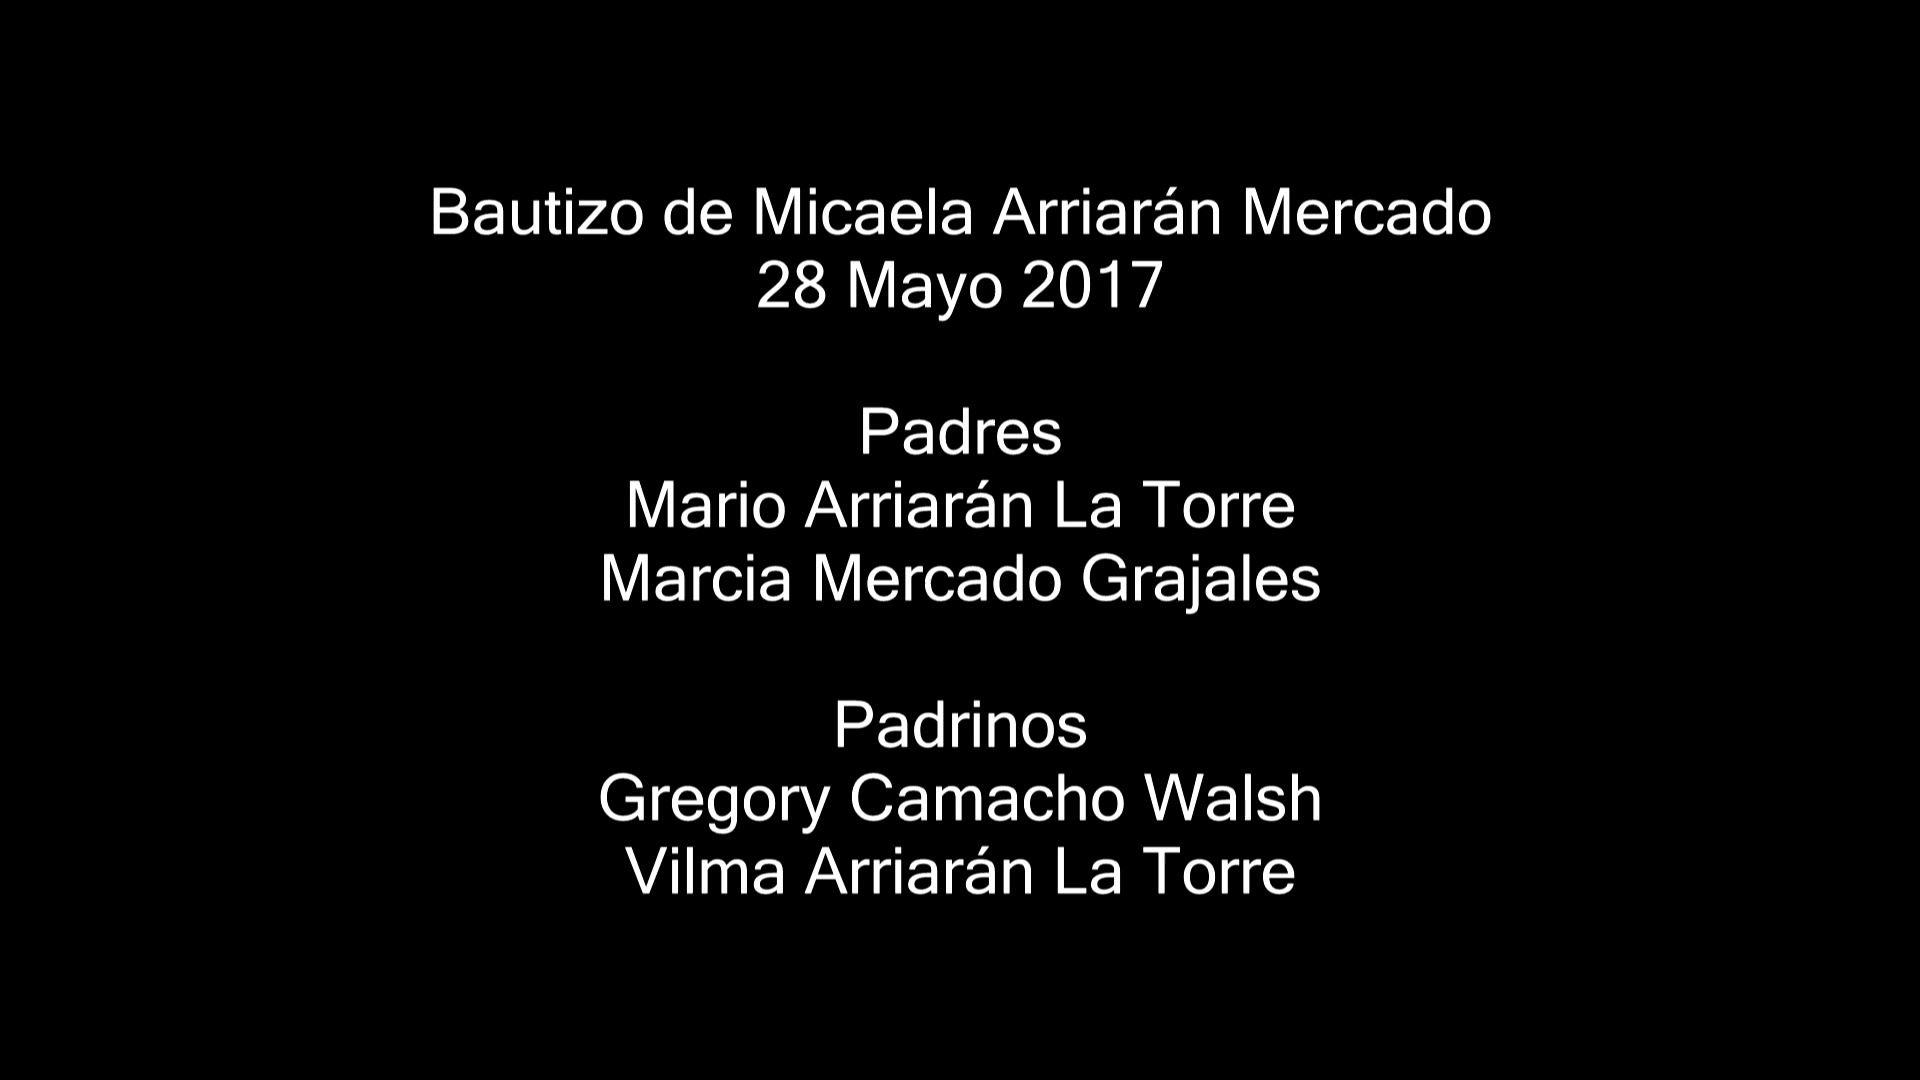 Bautizo de Micaela Arriarán Mercado
28 Mayo 2017
Padres
Mario Arriarán La Torre
Marcia Mercado Grajales
Padrinos
Gregory Camacho Walsh
Vilma Arriarán La Torre